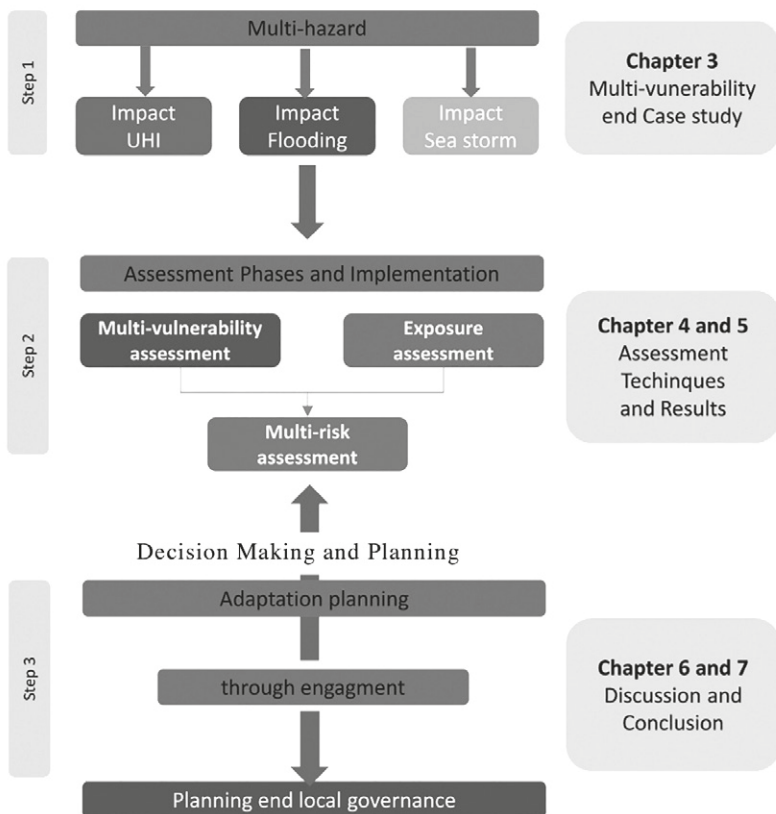 Step 1
Multi-hazard
Impact
UHI
Impact
Flooding
Impact
Sea storm
Chapter 3
Multi-vunerability
end Case study
Step 2
Assessment Phases and Implementation
Multi-vulnerability
assessment
Exposure
assessment
Multi-risk
assessment
Chapter 4 and 5
Assessment
Techinques
and Results
Decision Making and Planning
Step 3
Adaptation planning
through engagment
Planning end local governance
Chapter 6 and 7
Discussion and
Conclusion